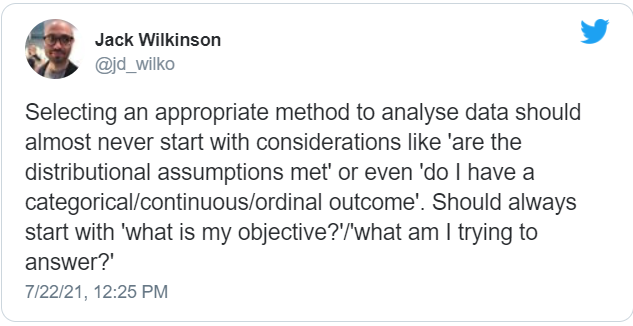 Jack Wilkinson
@jd_wilko
Selecting an appropriate method to analyse data should
almost never start with considerations like 'are the
distributional assumptions met' or even 'do I have a
categorical/continuous/ordinal outcome'. Should always
start with 'what is my objective?'/'what am I trying to
answer?'
7/22/21, 12:25 PM